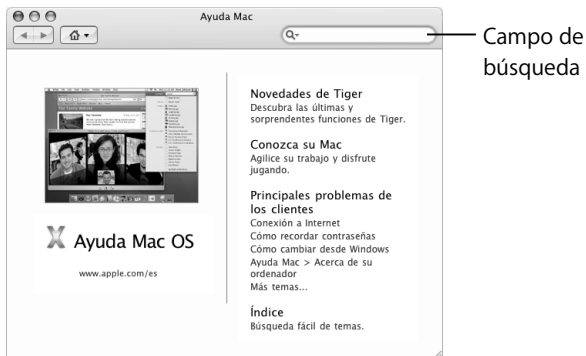 Ayuda Mac
Campo de
búsqueda
Novedades de Tiger
Descubra las últimas y
sorprendentes funciones de Tiger.
Conozca su Mac
Agilice su trabajo y disfrute
jugando.
Principales problemas de
los clientes
Conexión a Internet
Cómo recordar contraseñas
Cómo cambiar desde Windows
Ayuda Mac > Acerca de su
ordenador
Más temas...
Índice
Búsqueda fácil de temas.
Ayuda Mac OS
www.apple.com/es